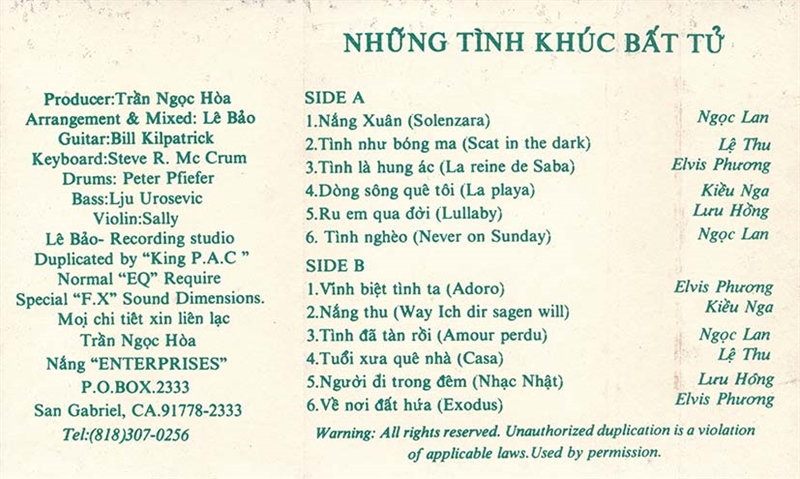 NHỮNG TÌNH KHÚC BẤT TỬ
Producer:Trần Ngọc Hòa
Arrangement & Mixed: Lê Bảo
Guitar:Bill Kilpatrick
Keyboard:Steve R. Mc Crum
Drums: Peter Pfiefer
Bass:Lju Urosevic
Violin:Sally
Lê Bảo- Recording studio
Duplicated by “King P.A.C ”
Normal “EQ” Require
Special “F.X” Sound Dimensions.
Mọi chi tiêt xin liên lạc
Trần Ngọc Hòa
Nắng “ENTERPRISES”
P.O.BOX.2333
San Gabriel, CA.91778-2333
Tel:(818)307-0256
SIDE A
1.Nắng Xuân (Solenzara) Ngọc Lan
2.Tình như bóng ma (Scat in the dark) Lệ Thu
3.Tình là hung ác (La reine de Saba) Elvis Phương
4.Dòng sông quê tôi (La playa) Kiều Nga
5.Ru em qua đời (Lullaby) Lưu Hồng
6. Tình nghèo (Never on Sunday) Ngọc Lan
SIDE B
1.Vĩnh biệt tình ta (Adoro) Elvis Phương
2.Nắng thu (Way Ich dir sagen will) Kiều Nga
3.Tình đã tàn rồi (Amour perdu) Ngọc Lan
4.Tuổi xưa quê nhà (Casa) Lệ Thu
5.Người đi trong đêm (Nhạc Nhật) Lưu Hông
6.Về nơi đất hứa (Exodus) Elvis Phương
Warning: All rights reserved. Unauthorized duplication is a violation
of applicable laws.Used by permission.